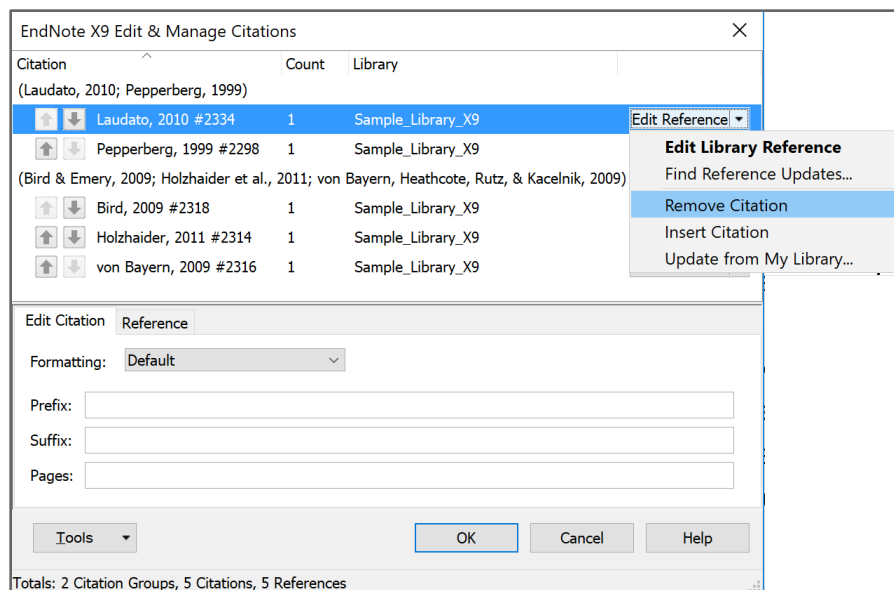 EndNote X9 Edit & Manage Citations
Citation Count Library
(Laudato, 2010; Pepperberg, 1999)
Laudato, 2010 #2334 1 Sample_Library_X9 Edit Reference
Pepperberg, 1999 #2298 1 Sample_Library_X9
(Bird & Emery, 2009; Holzhaider et al., 2011; von Bayern, Heathcote, Rutz, & Kacelnik, 2009)
Bird, 2009 #2318 1 Sample_Library_X9
Holzhaider, 2011 #2314 1 Sample_Library_X9
von Bayern, 2009 #2316 1 Sample_Library_X9
Edit Library Reference
Find Reference Updates...
Remove Citation
Insert Citation
Update from My Library...
Edit Citation Reference
Formatting: Default
Prefix:
Suffix:
Pages:
Tools OK Cancel Help
Totals: 2 Citation Groups, 5 Citations, 5 References